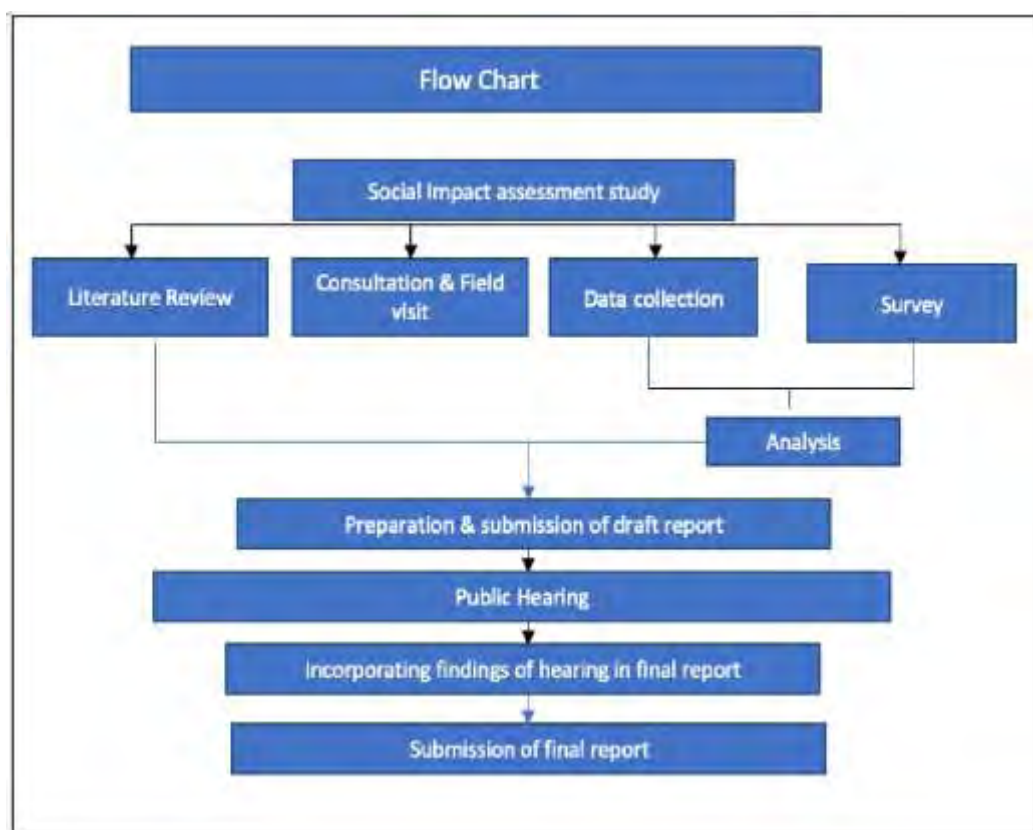 Flow Chart
Social Impact assessment study
Literature Review
Consultation & Field
visit
Data collection
Survey
Analysis
Preparation & submission of draft report
Public Hearing
Incorporating findings of hearing in final report
Submission of final report